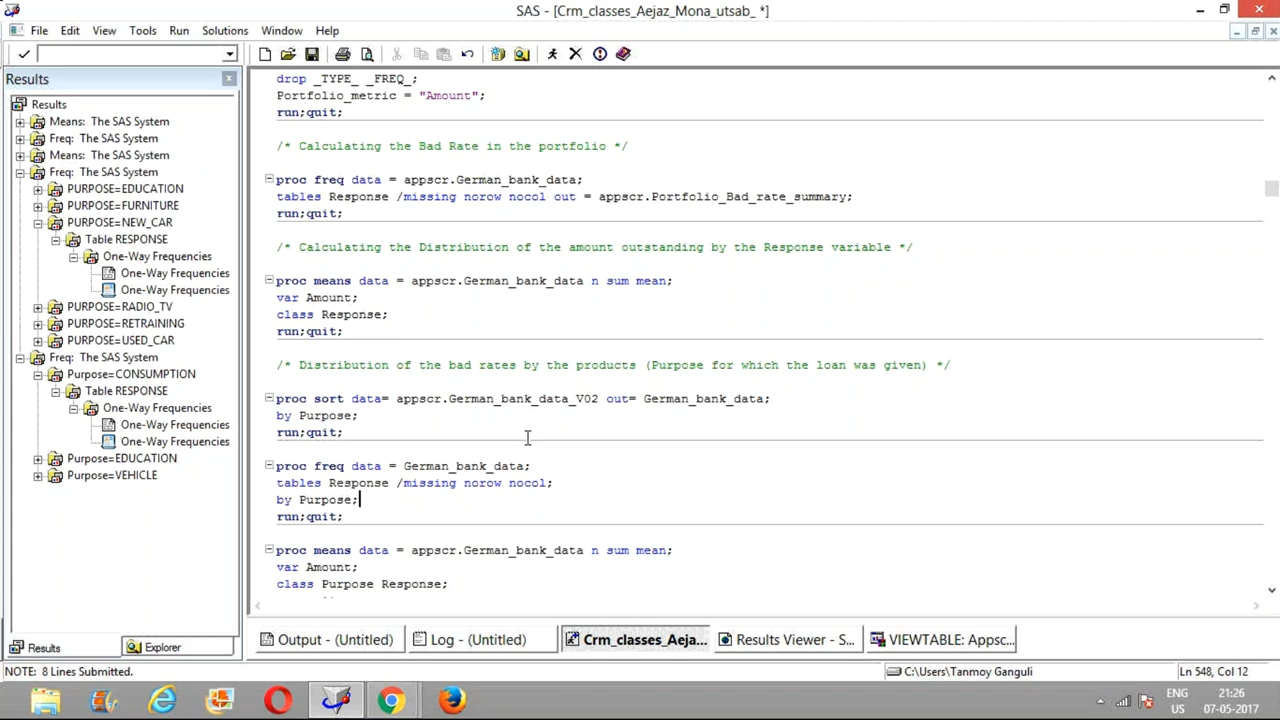 SAS - [Crm_classes_Aejaz_Mona_utsab_ *]
File Edit View Tools Run Solutions Window Help
Results
Results
Means: The SAS System
Freq: The SAS System
Means: The SAS System
Freq: The SAS System
PURPOSE=EDUCATION
PURPOSE=FURNITURE
PURPOSE=NEW_CAR
Table RESPONSE
One-Way Frequencies
One-Way Frequencies
One-Way Frequencies
PURPOSE=RADIO_TV
PURPOSE=RETRAINING
PURPOSE=USED_CAR
Freq: The SAS System
Purpose=CONSUMPTION
Table RESPONSE
One-Way Frequencies
One-Way Frequencies
One-Way Frequencies
Purpose=EDUCATION
Purpose=VEHICLE
Results Explorer
drop _TYPE_ _FREQ_;
Portfolio_metric = "Amount";
run;quit;
/* Calculating the Bad Rate in the portfolio */
proc freq data = appscr.German_bank_data;
tables Response /missing norow nocol out = appscr.Portfolio_Bad_rate_summary;
run;quit;
/* Calculating the Distribution of the amount outstanding by the Response variable */
proc means data = appscr.German_bank_data n sum mean;
var Amount;
class Response;
run;quit;
/* Distribution of the bad rates by the products (Purpose for which the loan was given) */
proc sort data= appscr.German_bank_data_V02 out= German_bank_data;
by Purpose;
run;quit;
proc freq data = German_bank_data;
tables Response /missing norow nocol;
by Purpose;
run;quit;
proc means data = appscr.German_bank_data n sum mean;
var Amount;
class Purpose Response;
Output - (Untitled) Log - (Untitled) Crm_classes_Aeja... Results Viewer - S... VIEWTABLE: Appsc...
NOTE: 8 Lines Submitted. C:\Users\Tanmoy Ganguli Ln 548, Col 12
ENG 21:26
US 07-05-2017